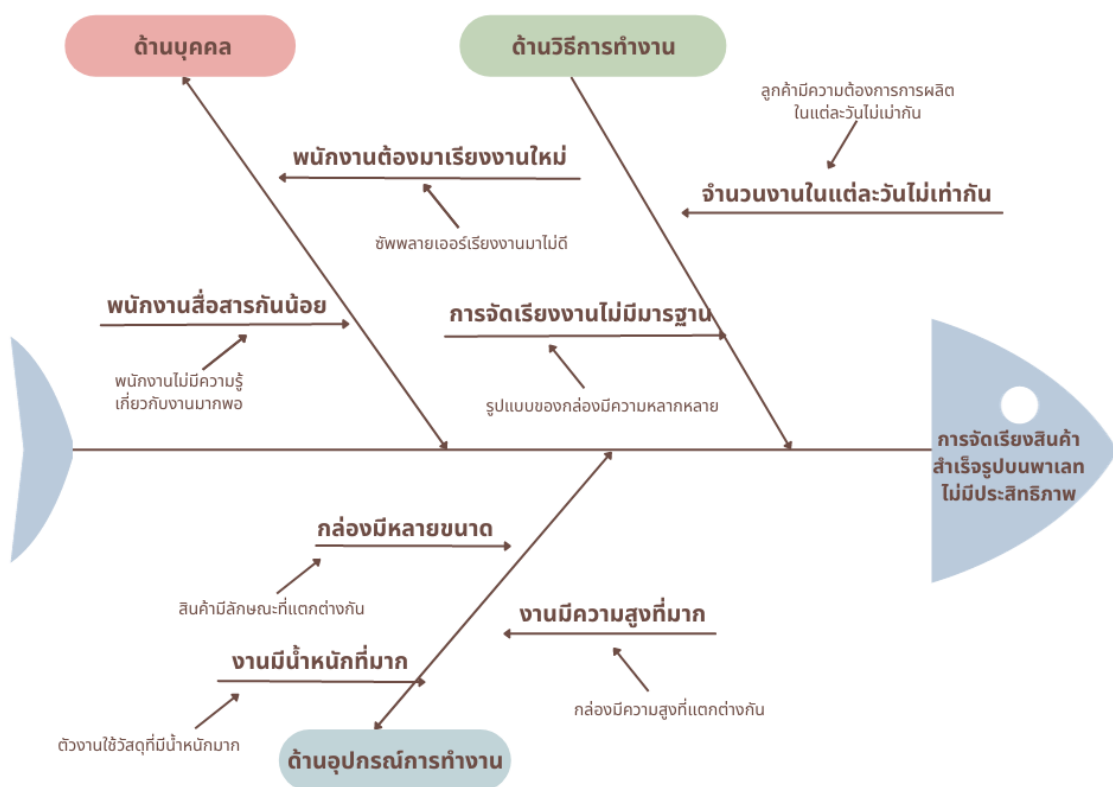 ด้านบุคคล
ด้านวิธีการทำงาน
ลูกค้ามีความต้องการการผลิต
ในแต่ละวันไม่เม่ากัน
พนักงานต้องมาเรียงงานใหม่
จำนวนงานในแต่ละวันไม่เท่ากัน
ซัพพลายเออร์เรียงงานมาไม่ดี
พนักงานสื่อสารกันน้อย
การจัดเรียงงานไม่มีมารฐาน
พนักงานไม่มีความรู้
เกี่ยวกับงานมากพอ
รูปแบบของกล่องมีความหลากหลาย
การจัดเรียงสินค้า
สำเร็จรูปบนพาเลท
ไม่มีประสิทธิภาพ
กล่องมีหลายขนาด
สินค้ามีลักษณะที่แตกต่างกัน
งานมีความสูงที่มาก
งานมีน้ำหนักที่มาก
กล่องมีความสูงที่แตกต่างกัน
ตัวงานใช้วัสดุที่มีน้ำหนักมาก
ด้านอุปกรณ์การทำงาน